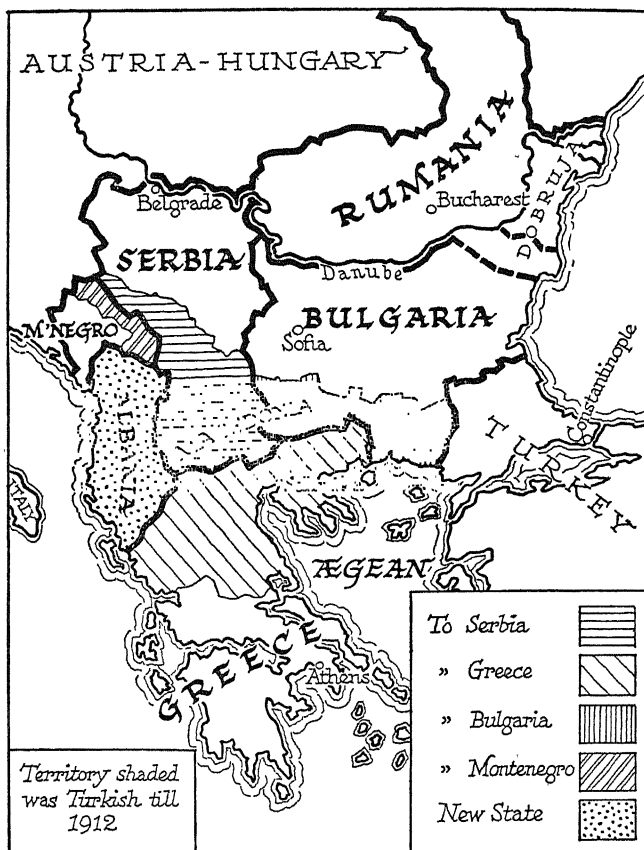 AUSTRIA-HUNGARY
RUMANIA
Bucharest
DOBRUJA
Belgrade
SERBIA
Danube
M'NEGRO
BULGARIA
Sofia
Constantinople
ALBANIA
TURKEY
ITALY
ÆGEAN
GREECE
Athens
To Serbia
" Greece
" Bulgaria
" Montenegro
New State
Territory shaded
was Turkish till
1912